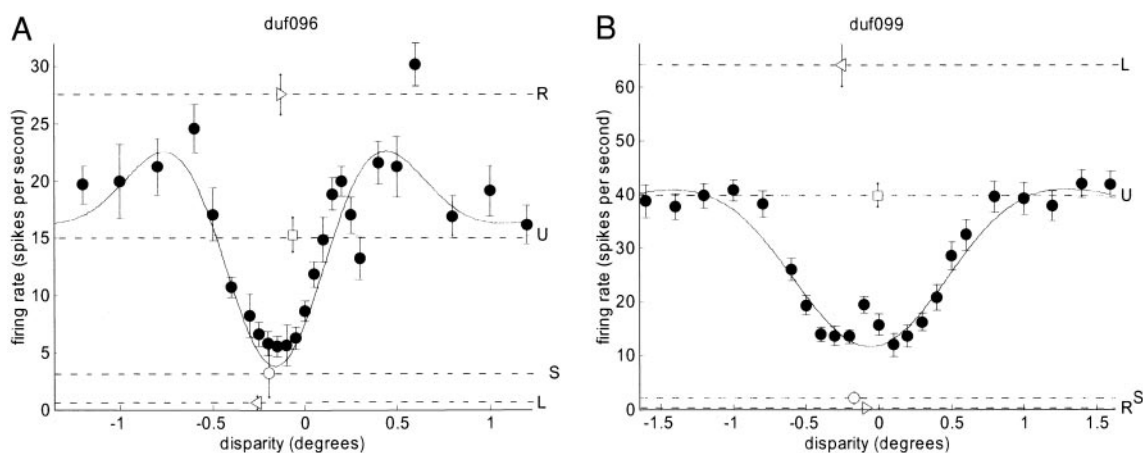 A
duf096
firing rate (spikes per second)
30
25
20
15
10
5
0
R
U
S
L
-1
-0.5
0
0.5
1
disparity (degrees)
B
duf099
firing rate (spikes per second)
60
50
40
30
20
10
0
L
U
S
R
-1.5
-1
-0.5
0
0.5
1
1.5
disparity (degrees)